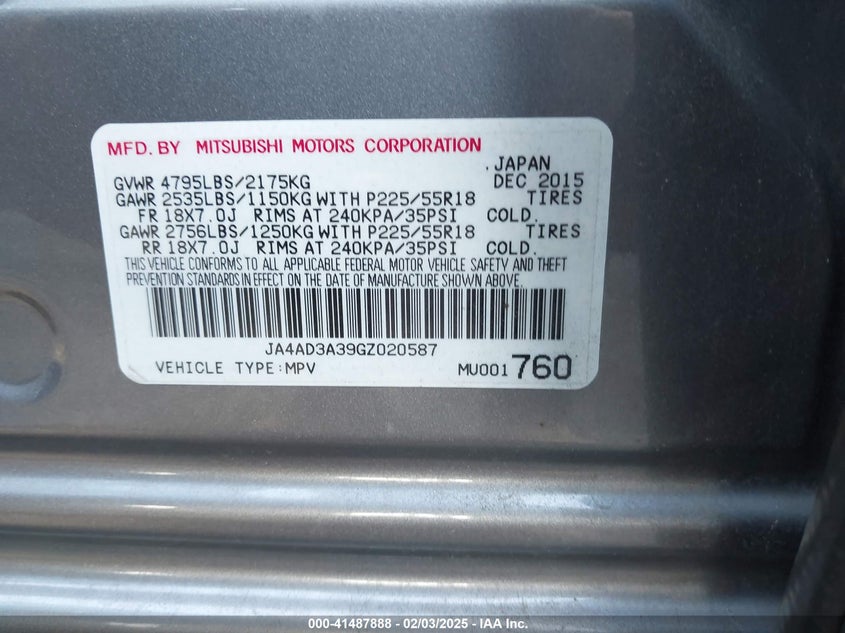 MFD. BY MITSUBISHI MOTORS CORPORATION
.JAPAN
GVWR 4795LBS/2175KG DEC 2015
GAWR 2535LBS/1150KG WITH P225/55R18 TIRES
FR 18X7.0J RIMS AT 240KPA/35PSI COLD.
GAWR 2756LBS/1250KG WITH P225/55R18 TIRES
RR 18X7.0J RIMS AT 240KPA/35PSI COLD.
THIS VEHICLE CONFORMS TO ALL APPLICABLE FEDERAL MOTOR VEHICLE SAFETY AND THEFT
PREVENTION STANDARDS IN EFFECT ON THE DATE OF MANUFACTURE SHOWN ABOVE.
JA4AD3A39GZ020587
VEHICLE TYPE:MPV MU001760
000-41487888 - 02/03/2025 - IAA Inc.